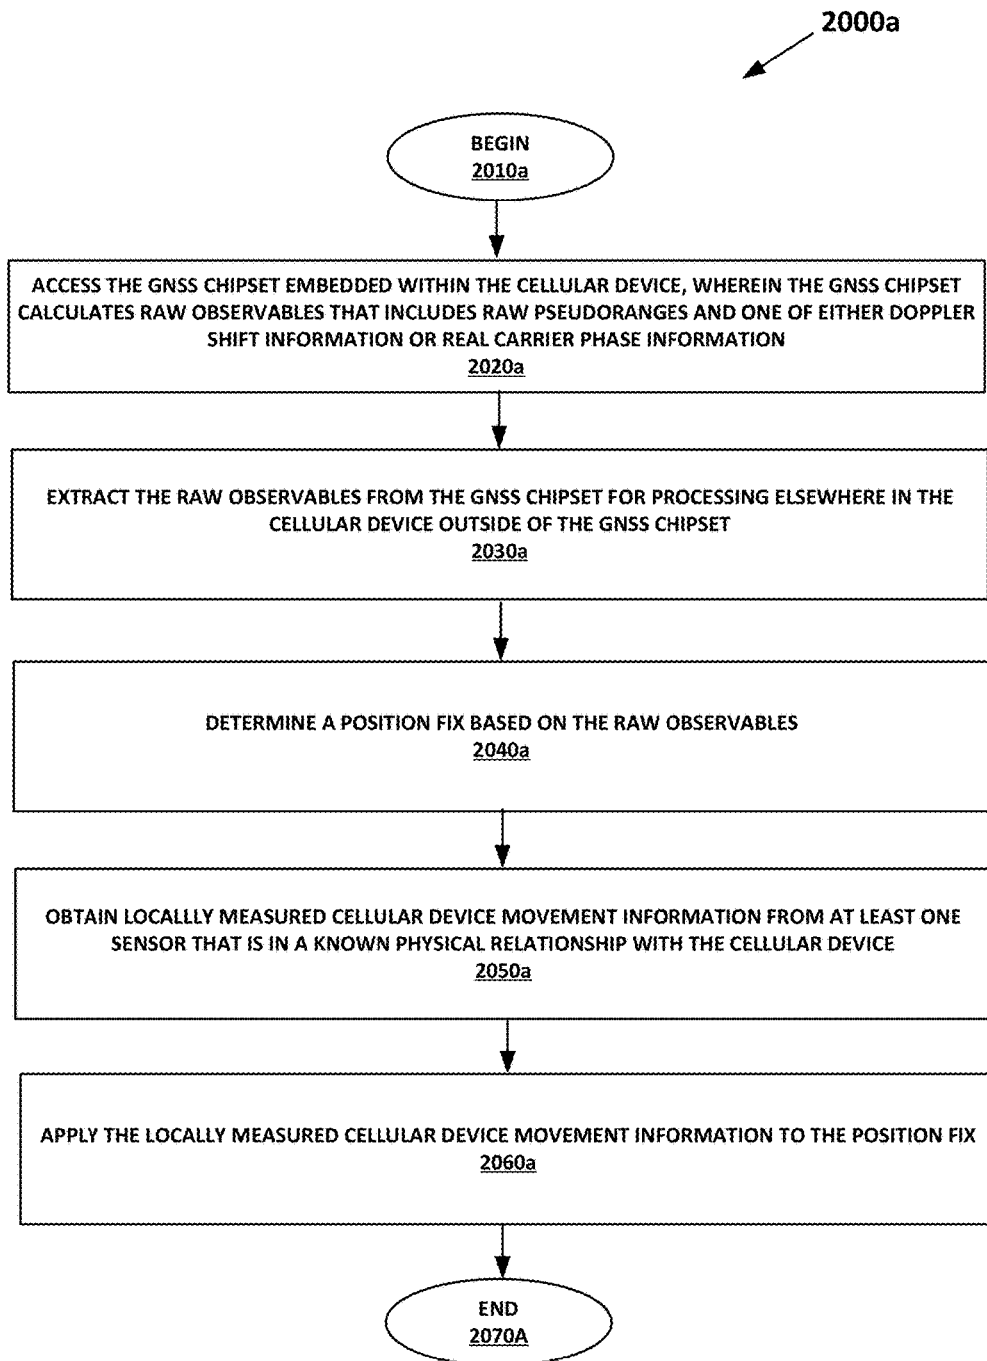 2000a
BEGIN
2010a
ACCESS THE GNSS CHIPSET EMBEDDED WITHIN THE CELLULAR DEVICE, WHEREIN THE GNSS CHIPSET
CALCULATES RAW OBSERVABLES THAT INCLUDES RAW PSEUDORANGES AND ONE OF EITHER DOPPLER
SHIFT INFORMATION OR REAL CARRIER PHASE INFORMATION
2020a
EXTRACT THE RAW OBSERVABLES FROM THE GNSS CHIPSET FOR PROCESSING ELSEWHERE IN THE
CELLULAR DEVICE OUTSIDE OF THE GNSS CHIPSET
2030a
DETERMINE A POSITION FIX BASED ON THE RAW OBSERVABLES
2040a
OBTAIN LOCALLLY MEASURED CELLULAR DEVICE MOVEMENT INFORMATION FROM AT LEAST ONE
SENSOR THAT IS IN A KNOWN PHYSICAL RELATIONSHIP WITH THE CELLULAR DEVICE
2050a
APPLY THE LOCALLY MEASURED CELLULAR DEVICE MOVEMENT INFORMATION TO THE POSITION FIX
2060a
END
2070A